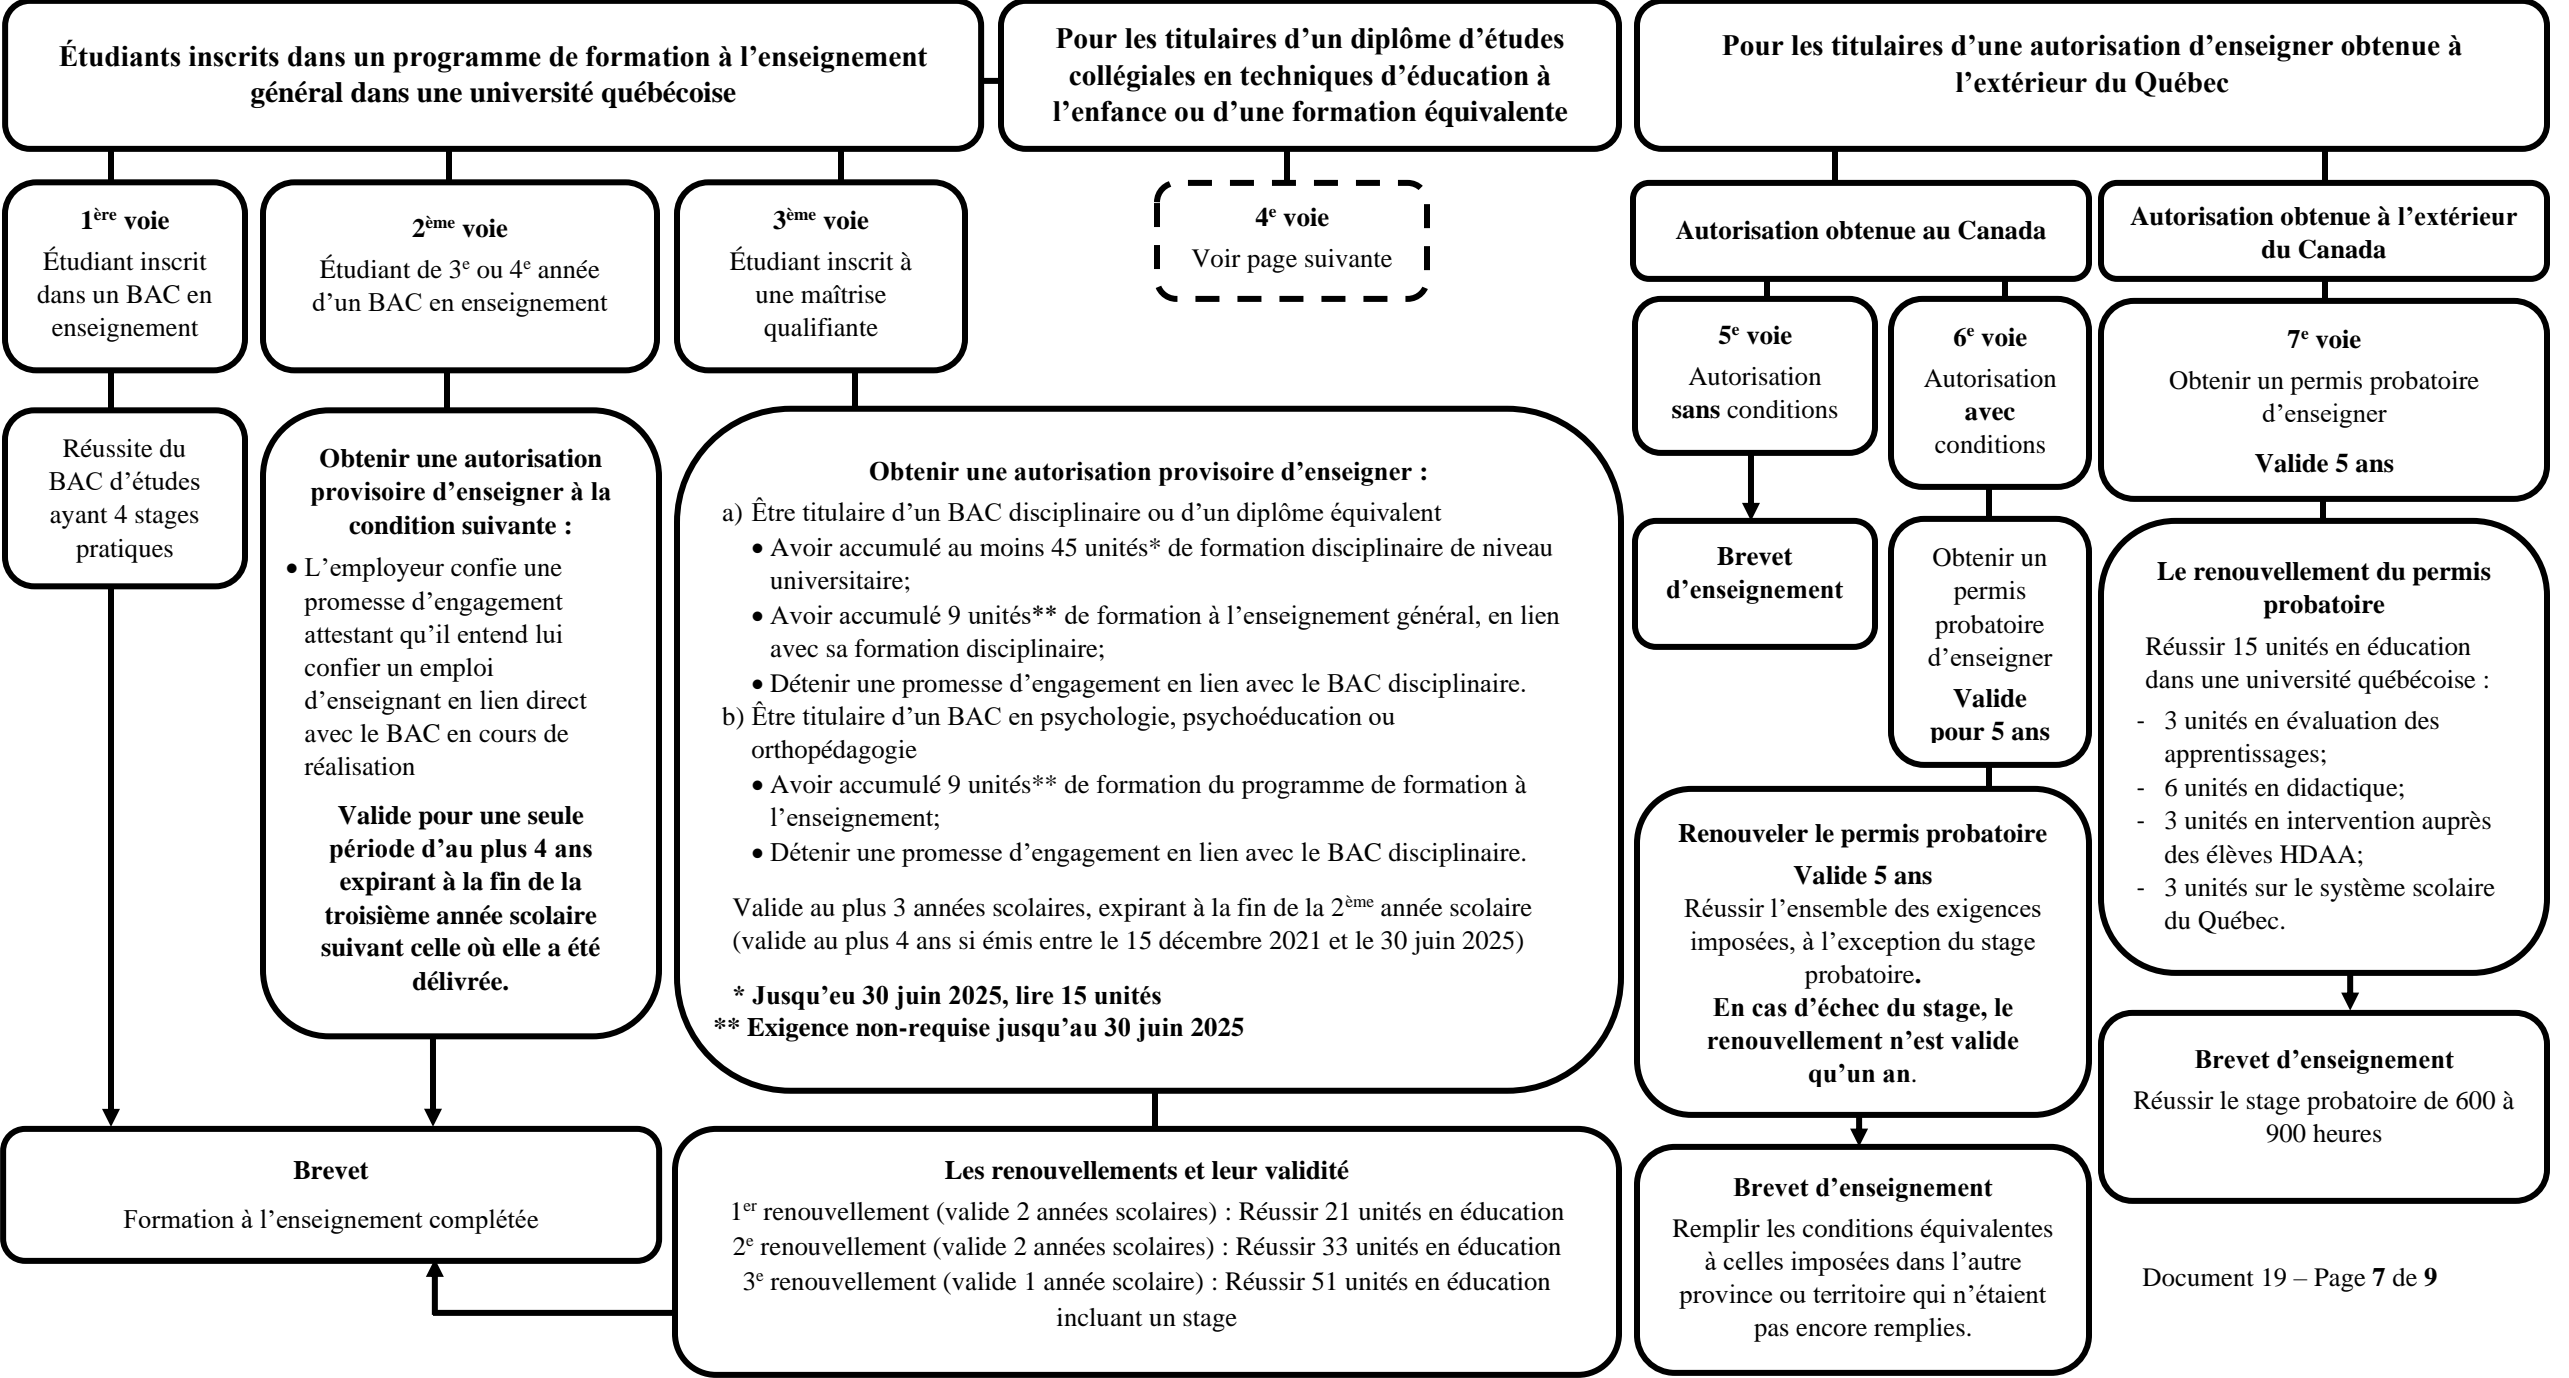 Étudiants inscrits dans un programme de formation à l’enseignement
général dans une université québécoise
Pour les titulaires d’un diplôme d’études
collégiales en techniques d’éducation à
l’enfance ou d’une formation équivalente
Pour les titulaires d’une autorisation d’enseigner obtenue à
l’extérieur du Québec
1ère voie
Étudiant inscrit
dans un BAC en
enseignement
2ème voie
Étudiant de 3e ou 4e année
d’un BAC en enseignement
3ème voie
Étudiant inscrit à
une maîtrise
qualifiante
4e voie
Voir page suivante
Autorisation obtenue au Canada
Autorisation obtenue à l’extérieur
du Canada
5e voie
Autorisation
sans conditions
6e voie
Autorisation
avec
conditions
7e voie
Obtenir un permis probatoire
d’enseigner
Valide 5 ans
Réussite du
BAC d’études
ayant 4 stages
pratiques
Obtenir une autorisation
provisoire d’enseigner à la
condition suivante :
• L’employeur confie une
promesse d’engagement
attestant qu’il entend lui
confier un emploi
d’enseignant en lien direct
avec le BAC en cours de
réalisation
Valide pour une seule
période d’au plus 4 ans
expirant à la fin de la
troisième année scolaire
suivant celle où elle a été
délivrée.
Obtenir une autorisation provisoire d’enseigner :
a) Être titulaire d’un BAC disciplinaire ou d’un diplôme équivalent
• Avoir accumulé au moins 45 unités* de formation disciplinaire de niveau
universitaire;
• Avoir accumulé 9 unités** de formation à l’enseignement général, en lien
avec sa formation disciplinaire;
• Détenir une promesse d’engagement en lien avec le BAC disciplinaire.
b) Être titulaire d’un BAC en psychologie, psychoéducation ou
orthopédagogie
• Avoir accumulé 9 unités** de formation du programme de formation à
l’enseignement;
• Détenir une promesse d’engagement en lien avec le BAC disciplinaire.
Valide au plus 3 années scolaires, expirant à la fin de la 2ème année scolaire
(valide au plus 4 ans si émis entre le 15 décembre 2021 et le 30 juin 2025)
* Jusqu’eu 30 juin 2025, lire 15 unités
** Exigence non-requise jusqu’au 30 juin 2025
Brevet
d’enseignement
Obtenir un
permis
probatoire
d’enseigner
Valide
pour 5 ans
Le renouvellement du permis
probatoire
Réussir 15 unités en éducation
dans une université québécoise :
- 3 unités en évaluation des
apprentissages;
- 6 unités en didactique;
- 3 unités en intervention auprès
des élèves HDAA;
- 3 unités sur le système scolaire
du Québec.
Renouveler le permis probatoire
Valide 5 ans
Réussir l’ensemble des exigences
imposées, à l’exception du stage
probatoire.
En cas d’échec du stage, le
renouvellement n’est valide
qu’un an.
Brevet d’enseignement
Réussir le stage probatoire de 600 à
900 heures
Brevet
Formation à l’enseignement complétée
Les renouvellements et leur validité
1er renouvellement (valide 2 années scolaires) : Réussir 21 unités en éducation
2e renouvellement (valide 2 années scolaires) : Réussir 33 unités en éducation
3e renouvellement (valide 1 année scolaire) : Réussir 51 unités en éducation
incluant un stage
Brevet d’enseignement
Remplir les conditions équivalentes
à celles imposées dans l’autre
province ou territoire qui n’étaient
pas encore remplies.
Document 19 – Page 7 de 9